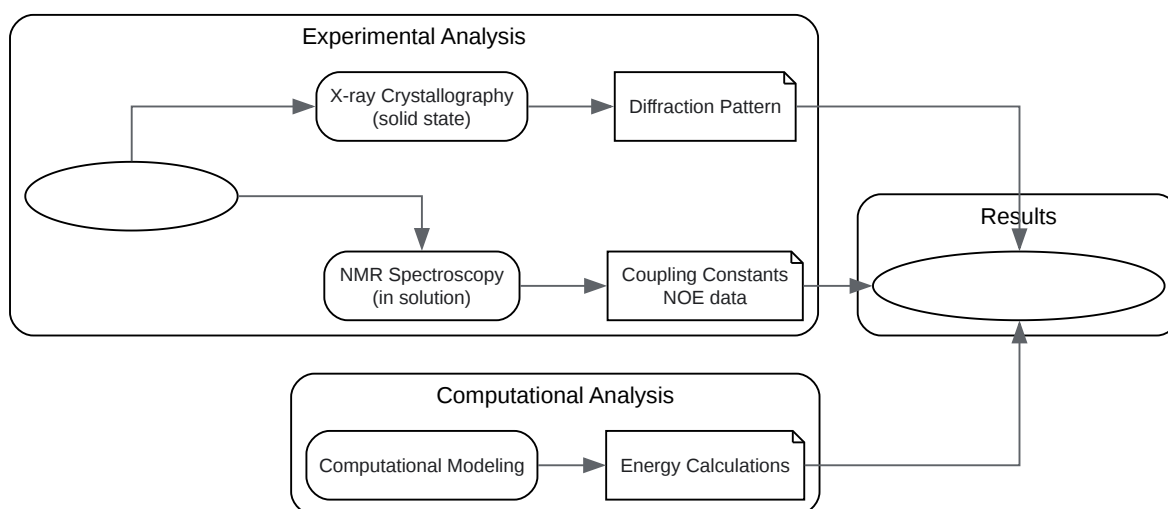 Experimental Analysis
X-ray Crystallography
(solid state)
Diffraction Pattern
NMR Spectroscopy
(in solution)
Coupling Constants
NOE data
Results
Computational Analysis
Computational Modeling
Energy Calculations